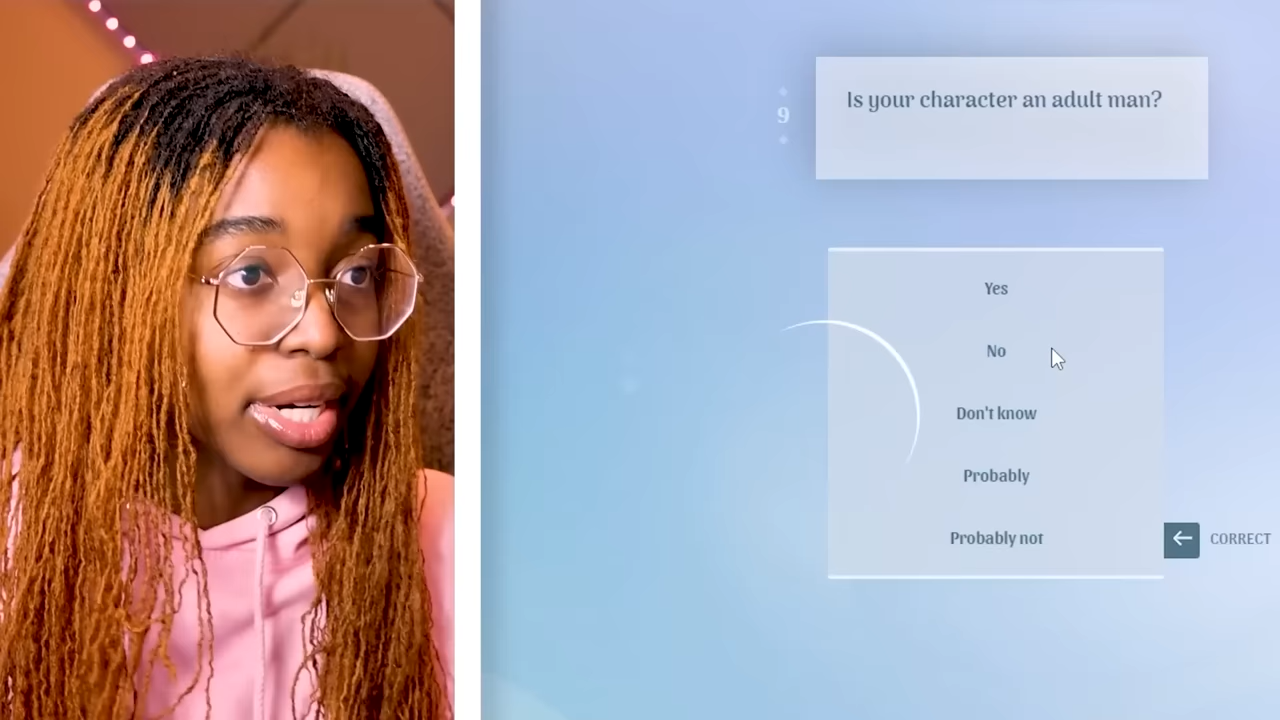 9
Is your character an adult man?
Yes
No
Don't know
Probably
Probably not
CORRECT